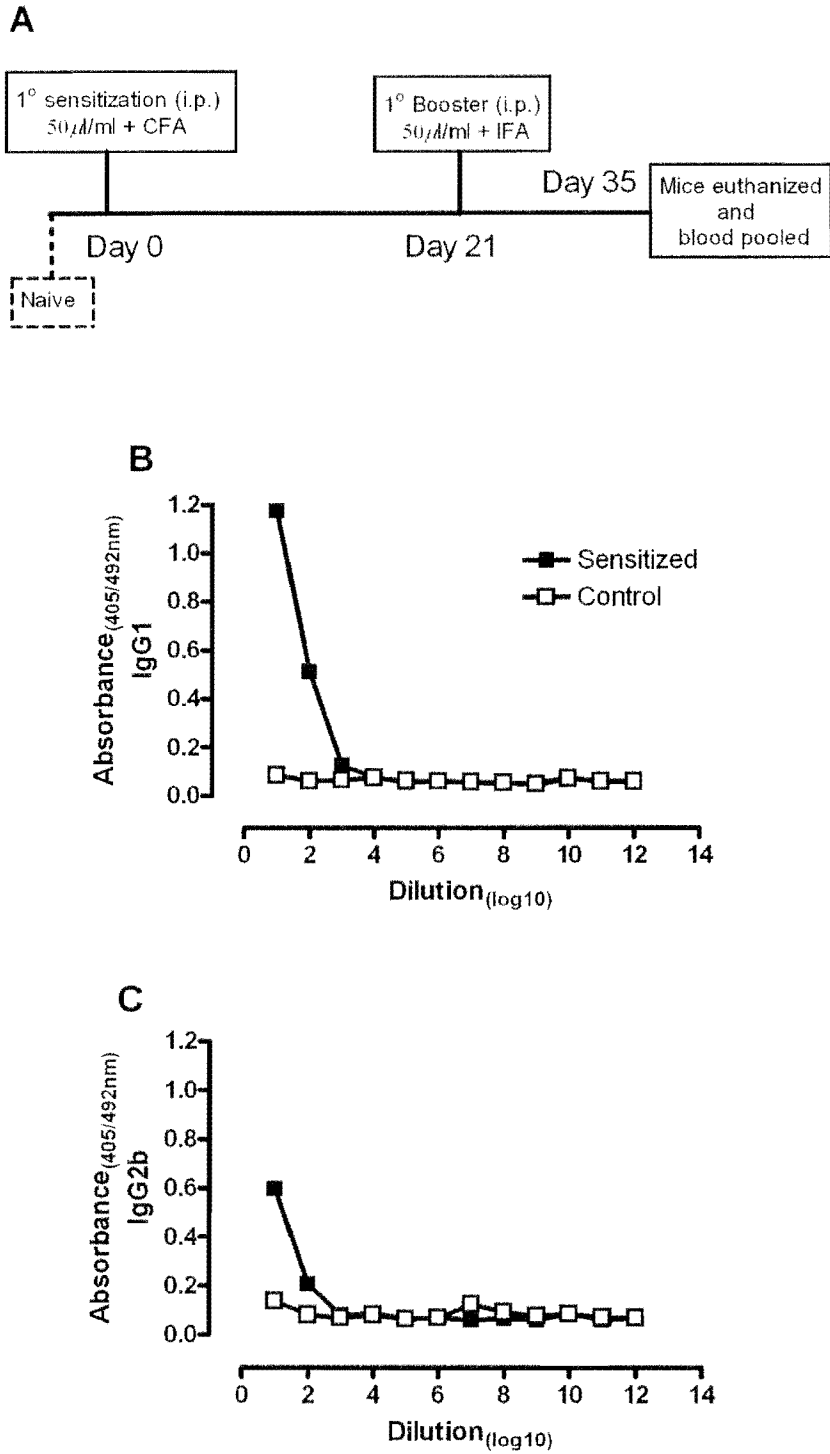 A
1° sensitization (i.p.)
50μl/ml + CFA
1° Booster (i.p.)
50μl/ml + IFA
Day 35
Mice euthanized
and
blood pooled
Day 0
Day 21
Naive
B
Absorbance(405/492nm)
IgG1
1.2
1.0
0.8
0.6
0.4
0.2
0.0
Sensitized
Control
0 2 4 6 8 10 12 14
Dilution(log10)
C
Absorbance(405/492nm)
IgG2b
1.2
1.0
0.8
0.6
0.4
0.2
0.0
0 2 4 6 8 10 12 14
Dilution(log10)